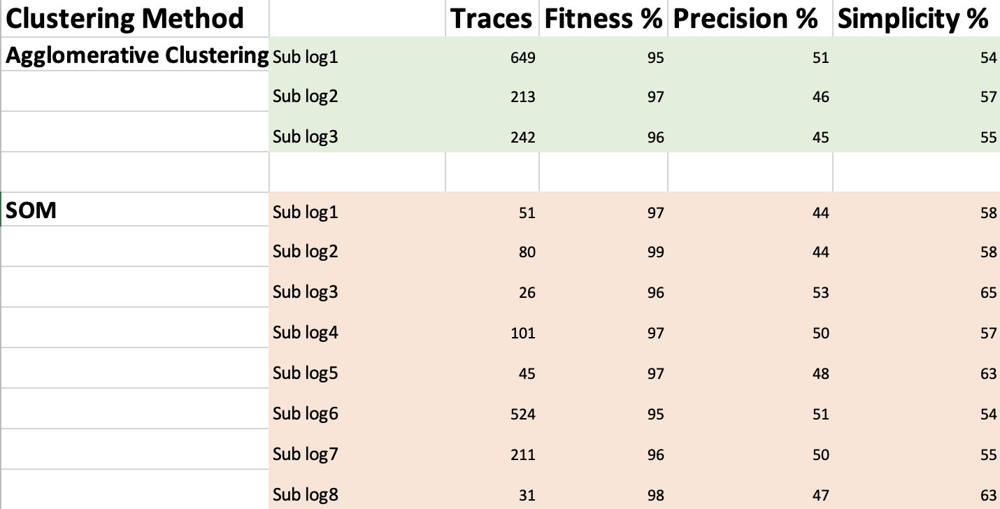 Clustering Method Traces Fitness % Precision % Simplicity %
Agglomerative Clustering Sub log1 649 95 51 54
Sub log2 213 97 46 57
Sub log3 242 96 45 55
SOM Sub log1 51 97 44 58
Sub log2 80 99 44 58
Sub log3 26 96 53 65
Sub log4 101 97 50 57
Sub log5 45 97 48 63
Sub log6 524 95 51 54
Sub log7 211 96 50 55
Sub log8 31 98 47 63